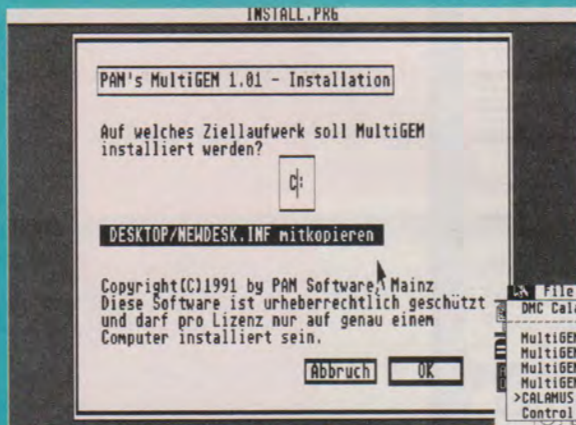 INSTALL.PRG
PAM's MultiGEM 1.01 - Installation
Auf welches Ziellaufwerk soll MultiGEM
installiert werden?
C:
DESKTOP/NEWDESK.INF mitkopieren
Copyright(C)1991 by PAM Software, Mainz
Diese Software ist urheberrechtlich geschützt
und darf pro Lizenz nur auf genau einem
Computer installiert sein.
Abbruch
OK
File
DMC Cala
MultiGEM
MultiGEM
MultiGEM
MultiGEM
>CALAMUS
Control